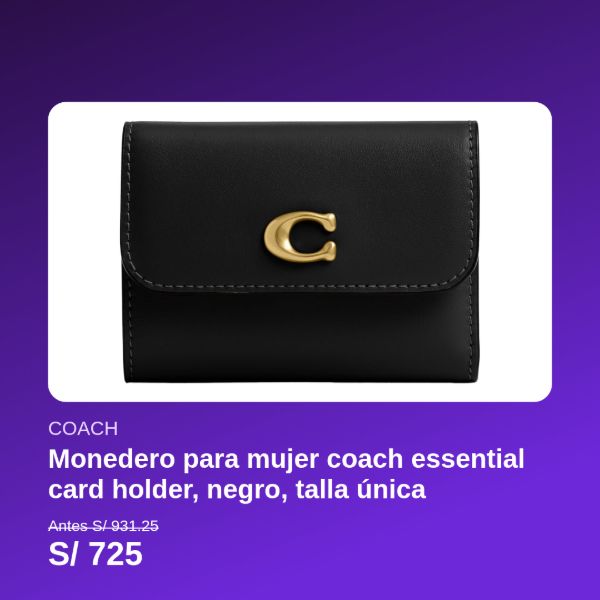 COACH
Monedero para mujer coach essential
card holder, negro, talla única
Antes S/ 931.25
S/ 725